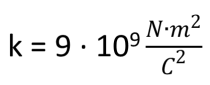 k = 9 · 10⁹ N·m²/C²